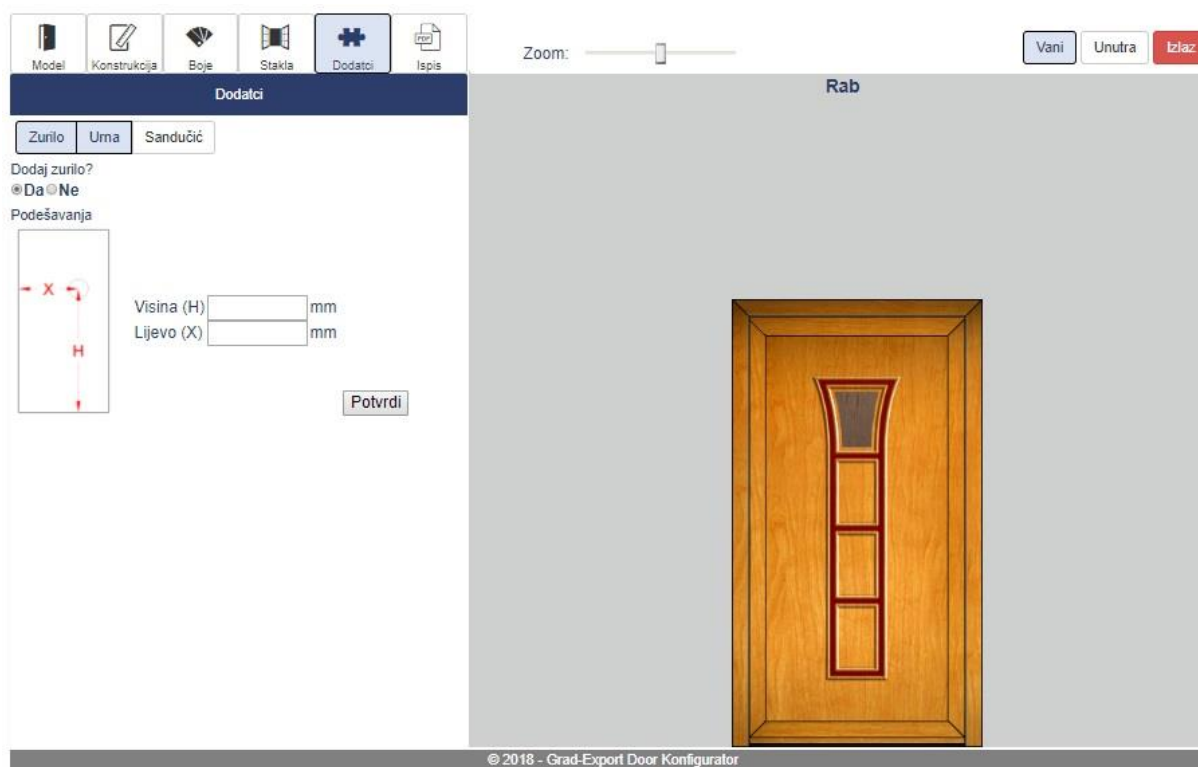 Model Konstrukcija Boje Stakla Dodatci PDF Ispis
Zoom:
Vani Unutra Izlaz
Dodatci
Rab
Zurilo Urna Sandučić
Dodaj zurilo?
Da Ne
Podešavanja
X
H
Visina (H) mm
Lijevo (X) mm
Potvrdi
© 2018 - Grad-Export Door Konfigurator